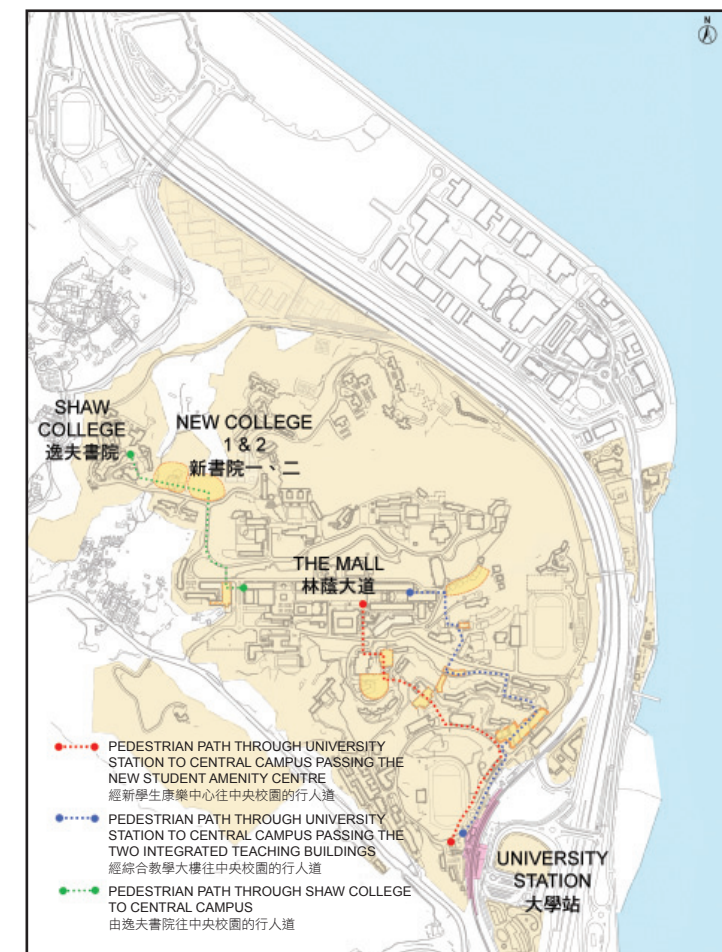 N
SHAW
COLLEGE
逸夫書院
NEW COLLEGE
1 & 2
新書院一、二
THE MALL
林蔭大道
PEDESTRIAN PATH THROUGH UNIVERSITY
STATION TO CENTRAL CAMPUS PASSING THE
NEW STUDENT AMENITY CENTRE
經新學生康樂中心往中央校園的行人道
PEDESTRIAN PATH THROUGH UNIVERSITY
STATION TO CENTRAL CAMPUS PASSING THE
TWO INTEGRATED TEACHING BUILDINGS
經綜合教學大樓往中央校園的行人道
PEDESTRIAN PATH THROUGH SHAW COLLEGE
TO CENTRAL CAMPUS
由逸夫書院往中央校園的行人道
UNIVERSITY
STATION
大學站